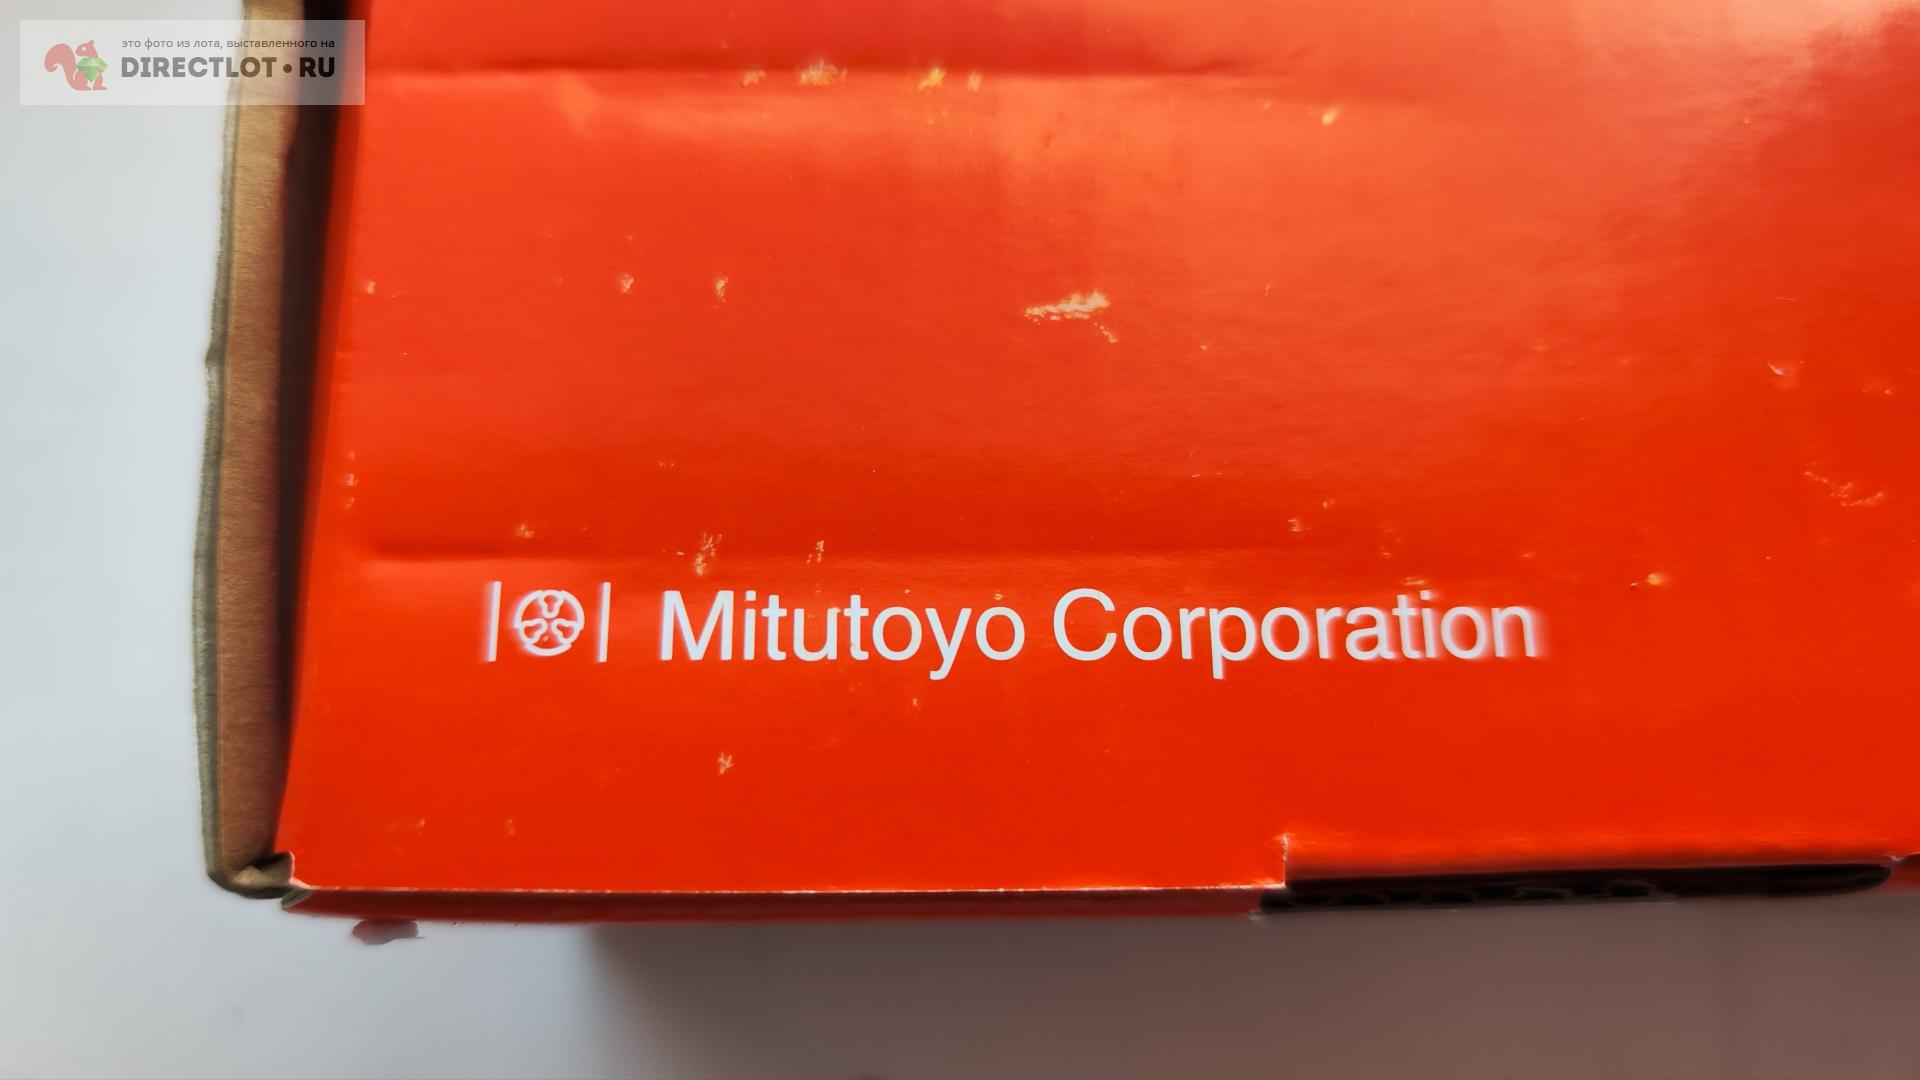 это фото из лота, выставленного на
DIRECTLOT•RU
Mitutoyo Corporation